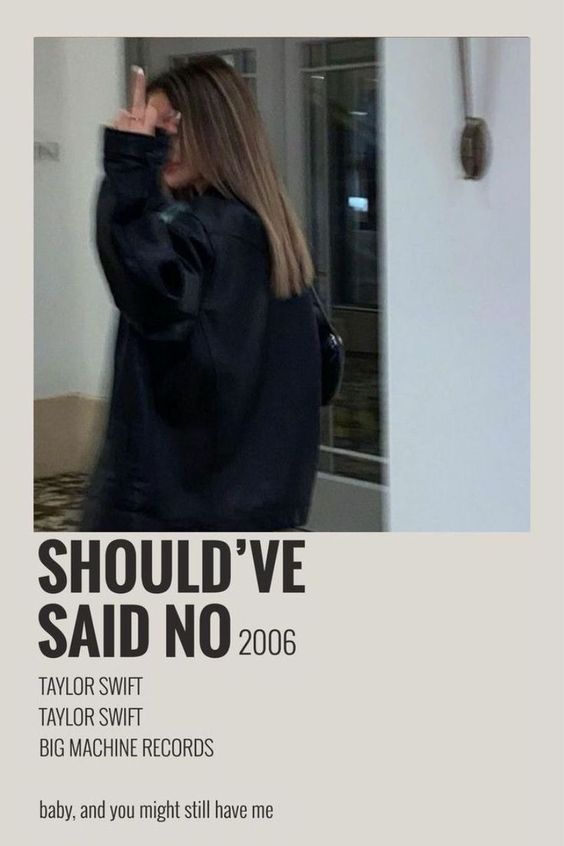 SHOULD'VE
SAID NO 2006
TAYLOR SWIFT
TAYLOR SWIFT
BIG MACHINE RECORDS
baby, and you might still have me